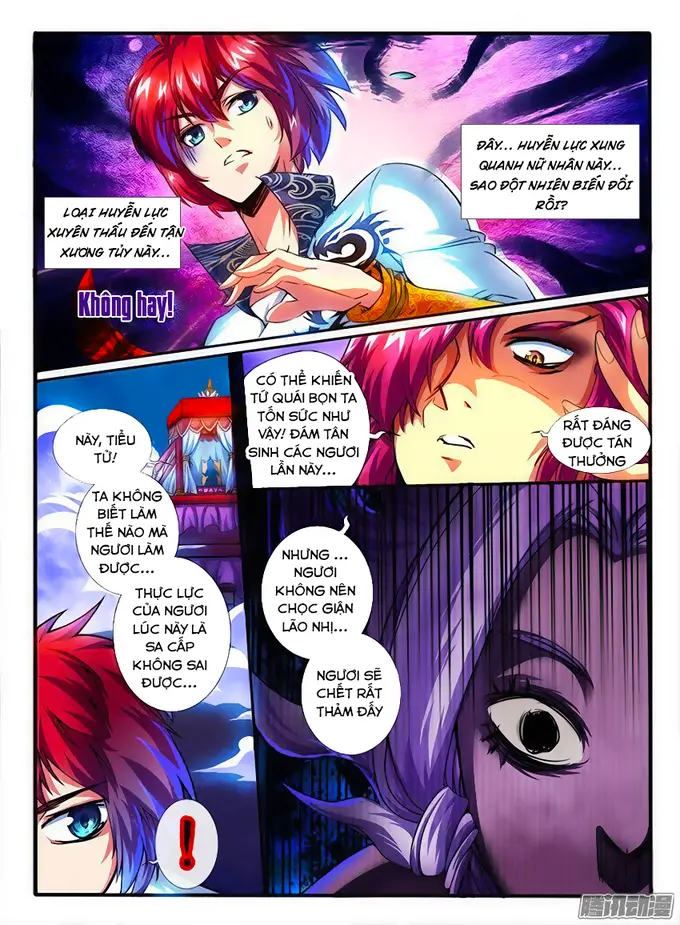 ĐÂY... HUYỄN LỰC XUNG
QUANH NỮ NHÂN NÀY...
SAO ĐỘT NHIÊN BIẾN ĐỔI
RỒI?
LOẠI HUYỄN LỰC
XUYÊN THẤU ĐẾN TẬN
XƯƠNG TỦY NÀY...
Không hay!
CÓ THỂ KHIẾN
TỨ QUÁI BỌN TA
TỐN SỨC NHƯ
VẬY! ĐÁM TÂN
SINH CÁC NGƯƠI
LẦN NÀY...
RẤT ĐÁNG
ĐƯỢC TÁN
THƯỞNG
NÀY, TIỂU
TỬ!
TA KHÔNG
BIẾT LÀM
THẾ NÀO MÀ
NGƯƠI LÀM
ĐƯỢC...
THỰC LỰC
CỦA NGƯƠI
LÚC NÀY LÀ
SA CẤP
KHÔNG SAI
ĐƯỢC...
NHƯNG ...
NGƯƠI
KHÔNG NÊN
CHỌC GIẬN
LÃO NHỊ...
NGƯƠI SẼ
CHẾT RẤT
THẢM ĐẤY
!
腾讯动漫